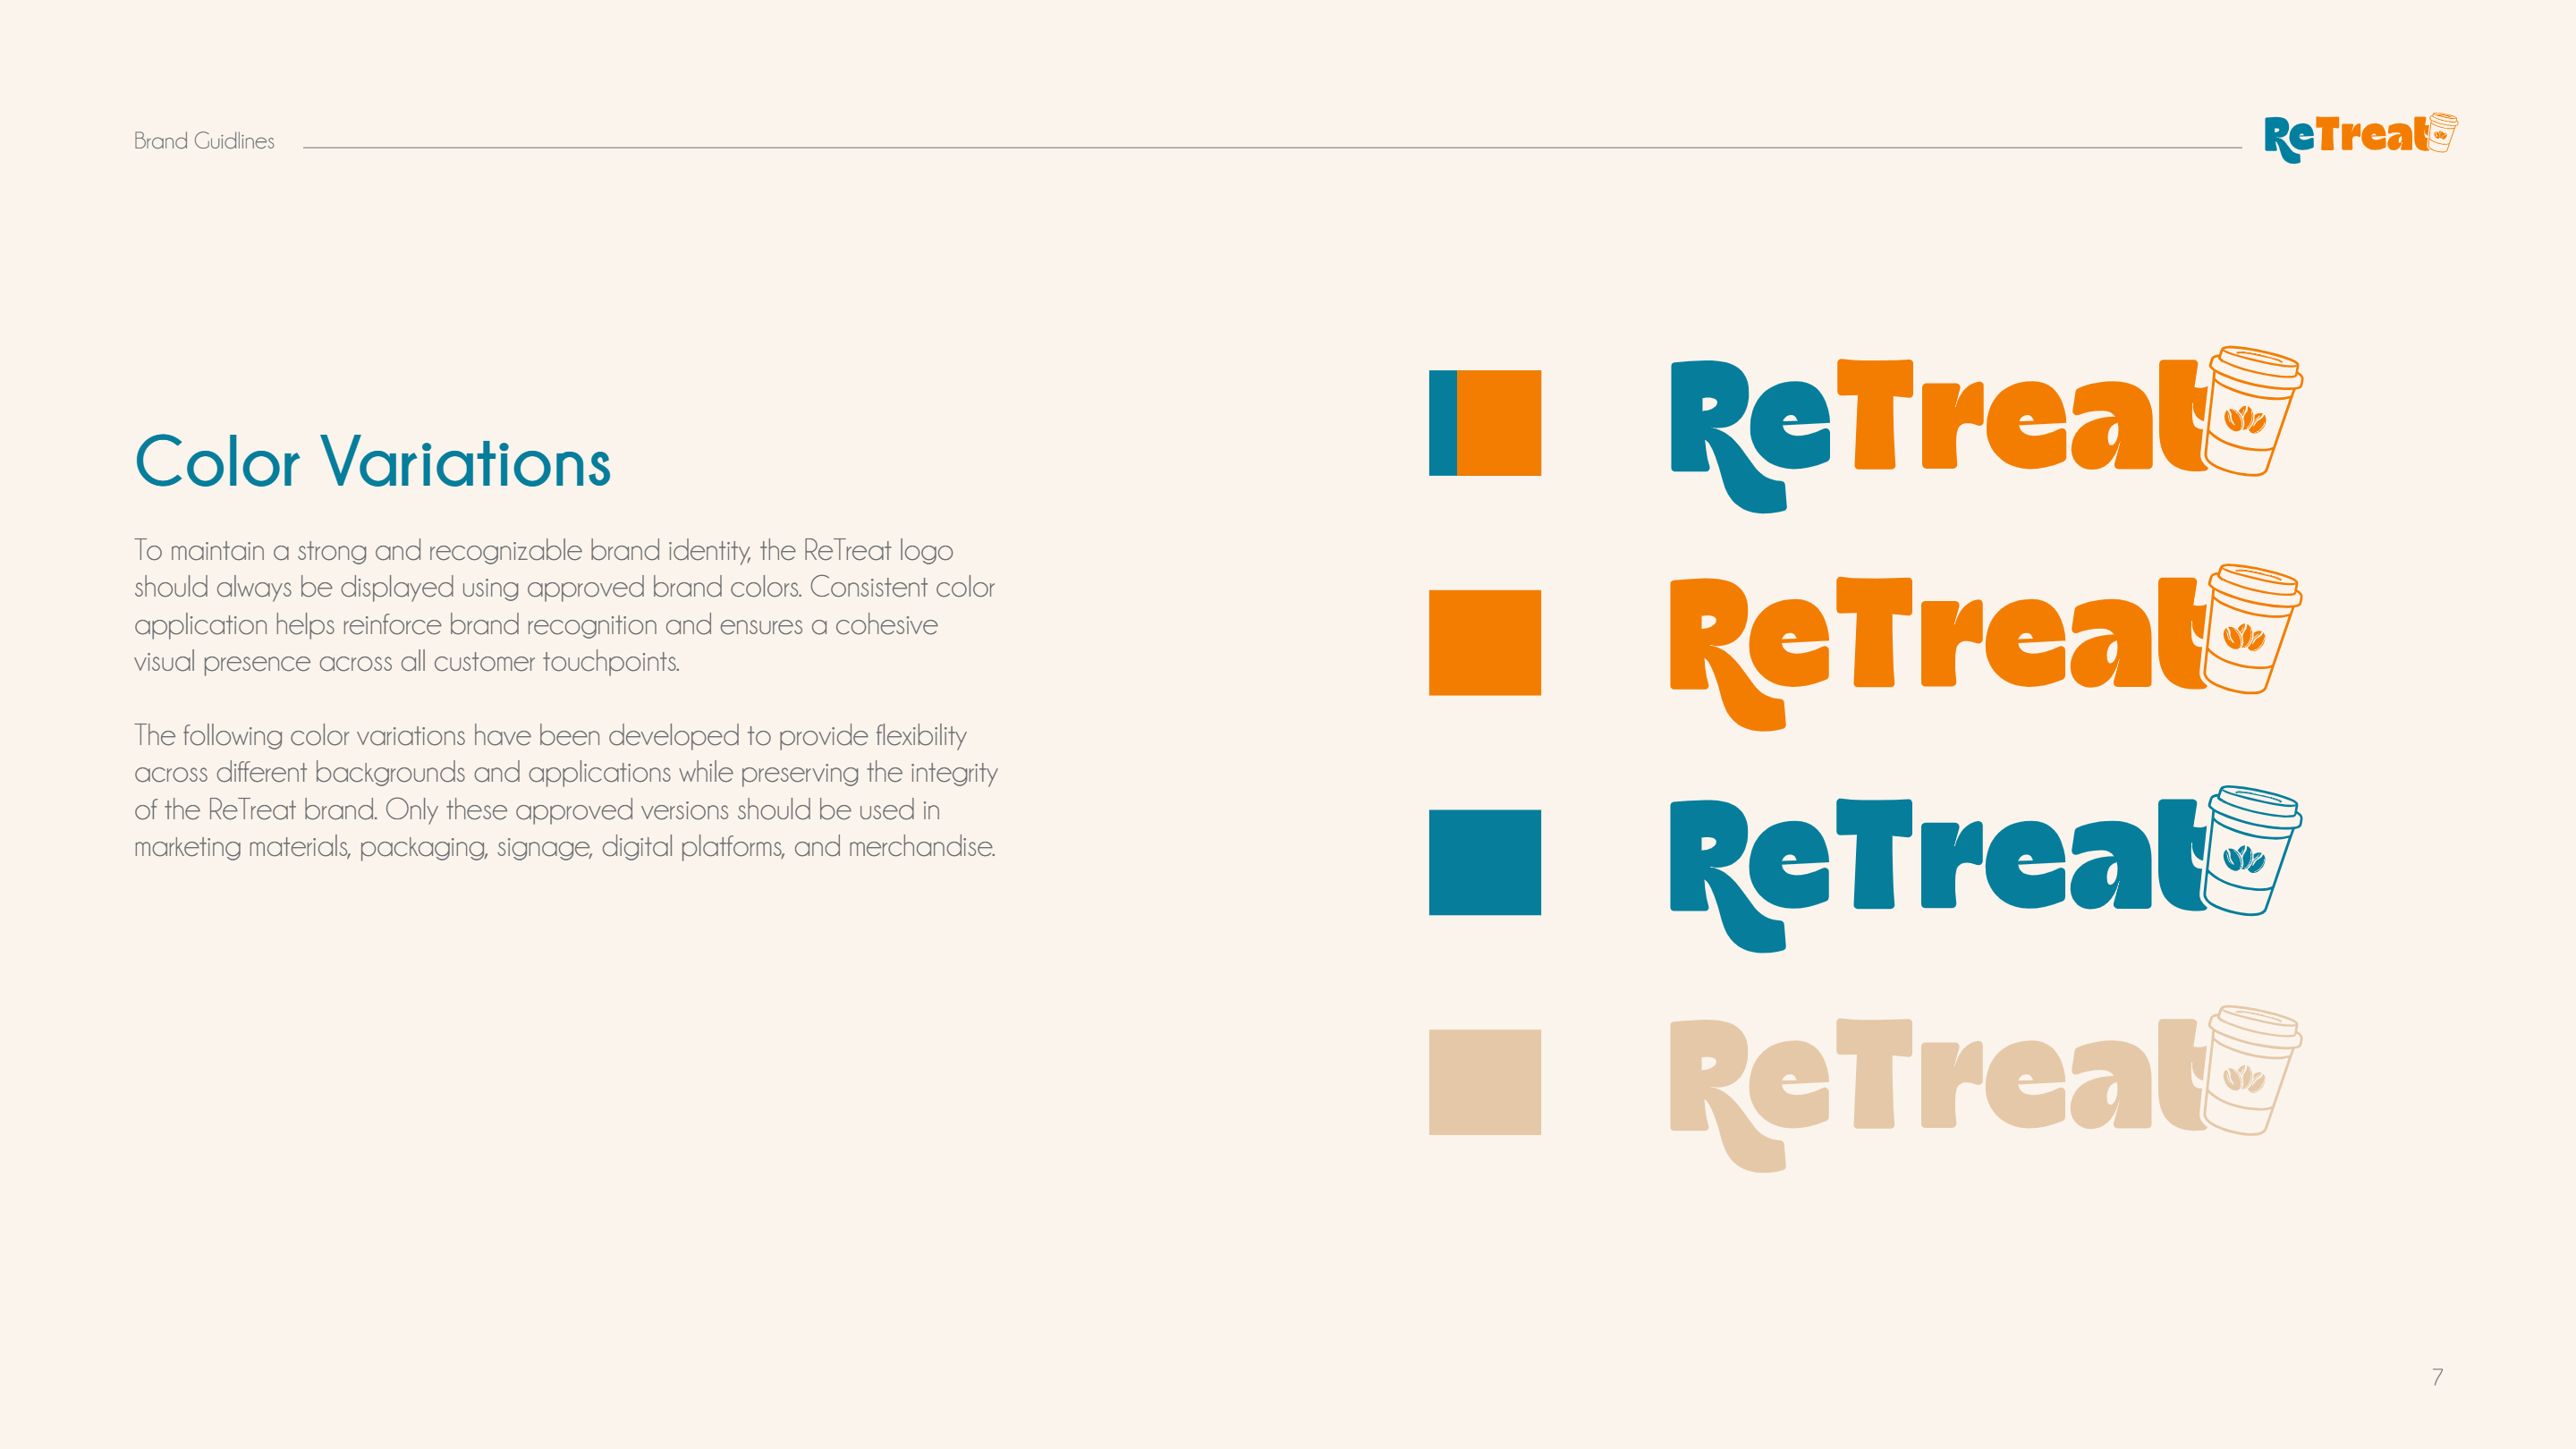 Brand Guidlines
ReTreat
Color Variations
To maintain a strong and recognizable brand identity, the ReTreat logo
should always be displayed using approved brand colors. Consistent color
application helps reinforce brand recognition and ensures a cohesive
visual presence across all customer touchpoints.
The following color variations have been developed to provide flexibility
across different backgrounds and applications while preserving the integrity
of the ReTreat brand. Only these approved versions should be used in
marketing materials, packaging, signage, digital platforms, and merchandise.
ReTreat
ReTreat
ReTreat
ReTreat
7